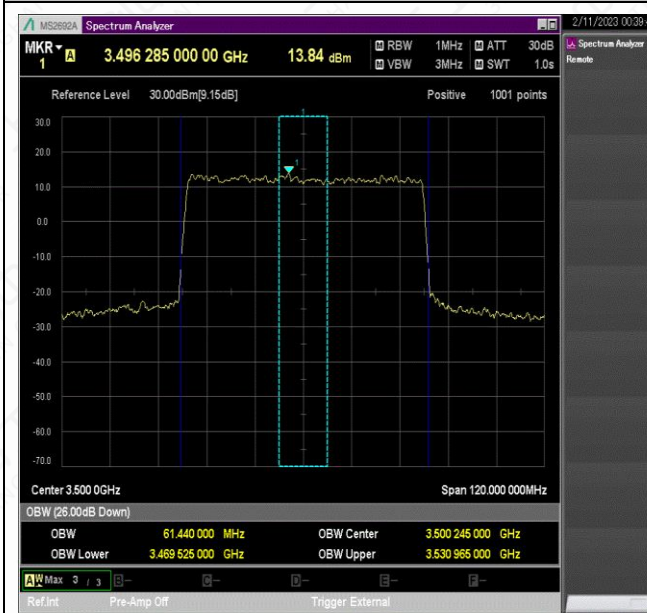 MS2692A Spectrum Analyzer
2/11/2023 00:39
MKR 1 A 3.496 285 000 00 GHz 13.84 dBm
RBW 1MHz ATT 30dB
VBW 3MHz SWT 1.0s
Spectrum Analyzer
Remote
Reference Level 30.00dBm[9.15dB] Positive 1001 points
1
30.0
20.0
1
10.0
0.0
-10.0
-20.0
-30.0
-40.0
-50.0
-60.0
-70.0
Center 3.500 0GHz Span 120.000 000MHz
OBW (26.00dB Down)
OBW 61.440 000 MHz OBW Center 3.500 245 000 GHz
OBW Lower 3.469 525 000 GHz OBW Upper 3.530 965 000 GHz
A W Max 3 / 3 B- C- D- E- F-
Ref.Int Pre-Amp Off Trigger External